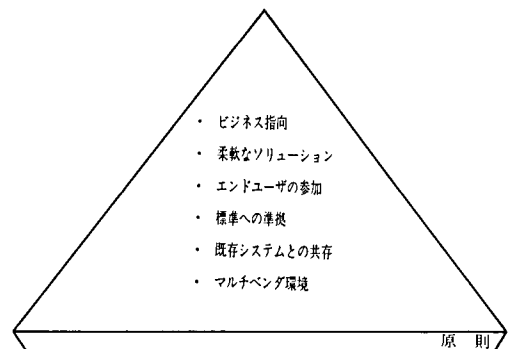 ・ ビジネス指向
・ 柔軟なソリューション
・ エンドユーザの参加
・ 標準への準拠
・ 既存システムとの共存
・ マルチベンダ環境
原 則